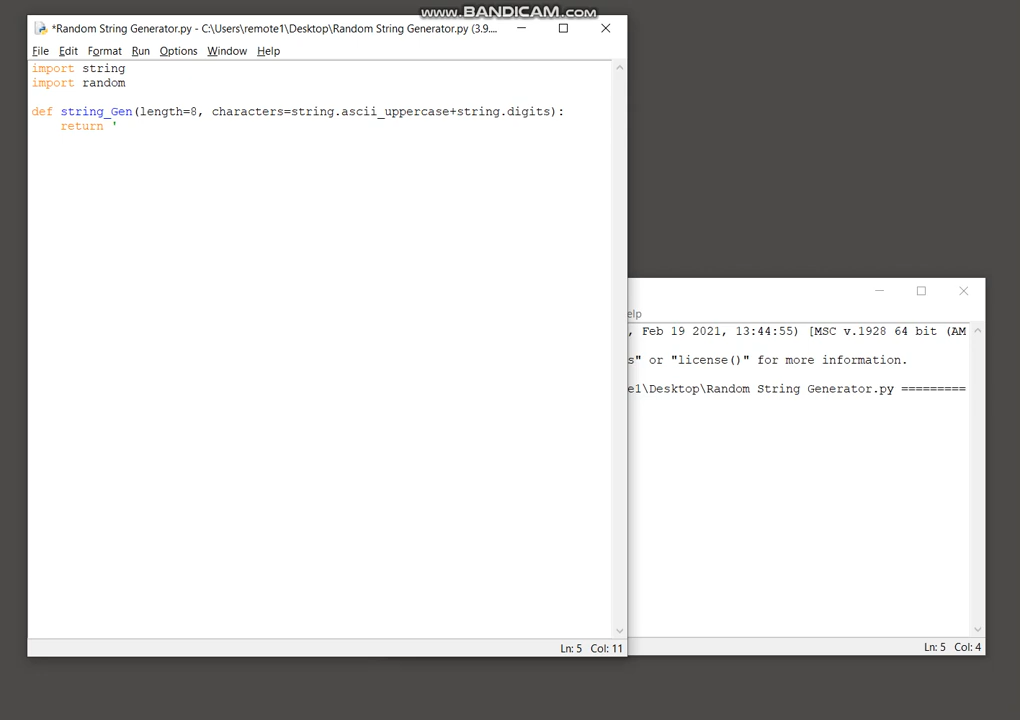 www.BANDICAM.com
*Random String Generator.py - C:\Users\remote1\Desktop\Random String Generator.py (3.9....
File Edit Format Run Options Window Help
import string
import random
def string_Gen(length=8, characters=string.ascii_uppercase+string.digits):
    return '
elp
, Feb 19 2021, 13:44:55) [MSC v.1928 64 bit (AM
s" or "license()" for more information.
e1\Desktop\Random String Generator.py =========
Ln: 5 Col: 11
Ln: 5 Col: 4